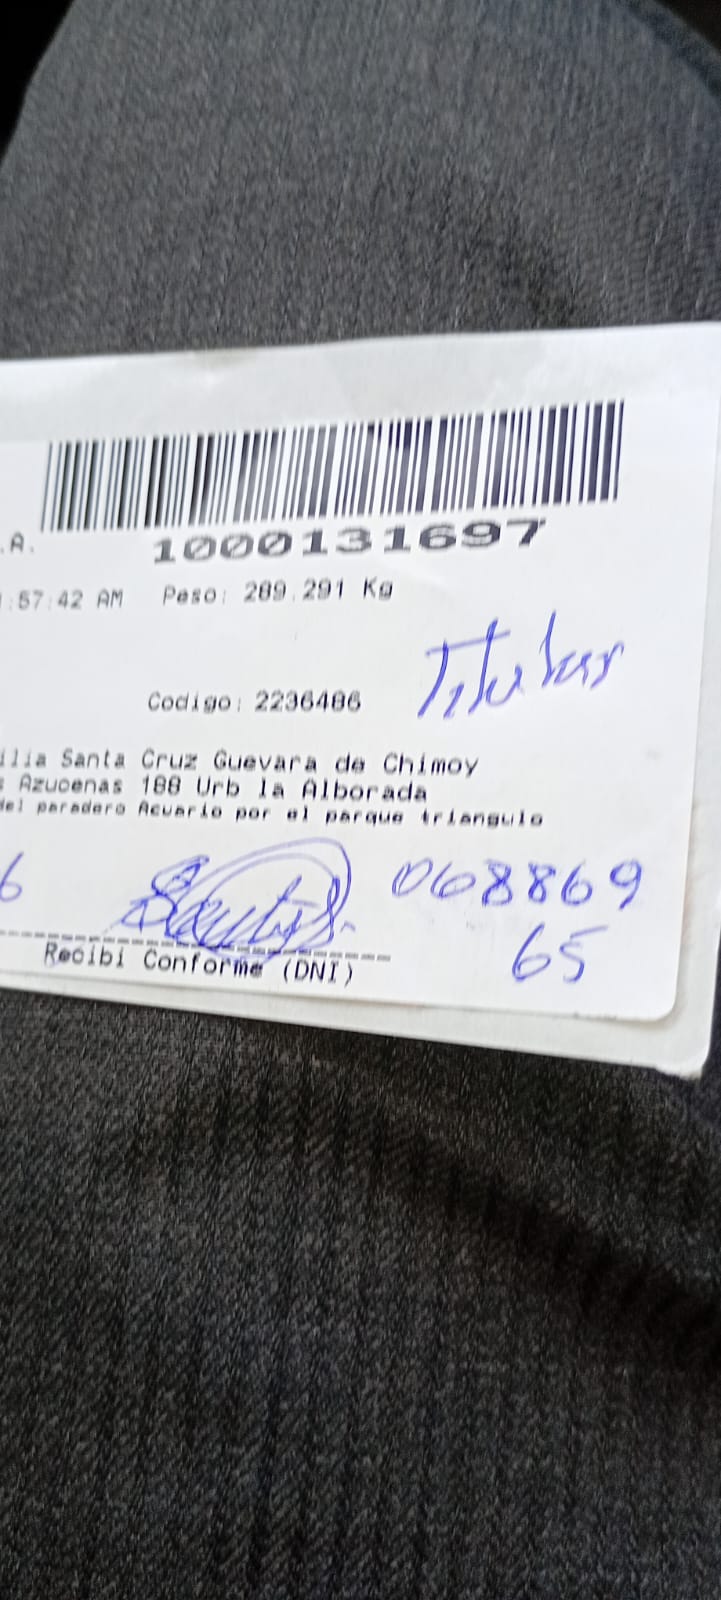 .A.
1000131697
:57:42 AM Peso: 289.291 Kg
Titular
Codigo: 2236486
ilia Santa Cruz Guevara de Chimoy
s Azucenas 188 Urb la Alborada
del paradero Acuario por el parque triangulo
6 068869
65
Recibi Conforme (DNI)